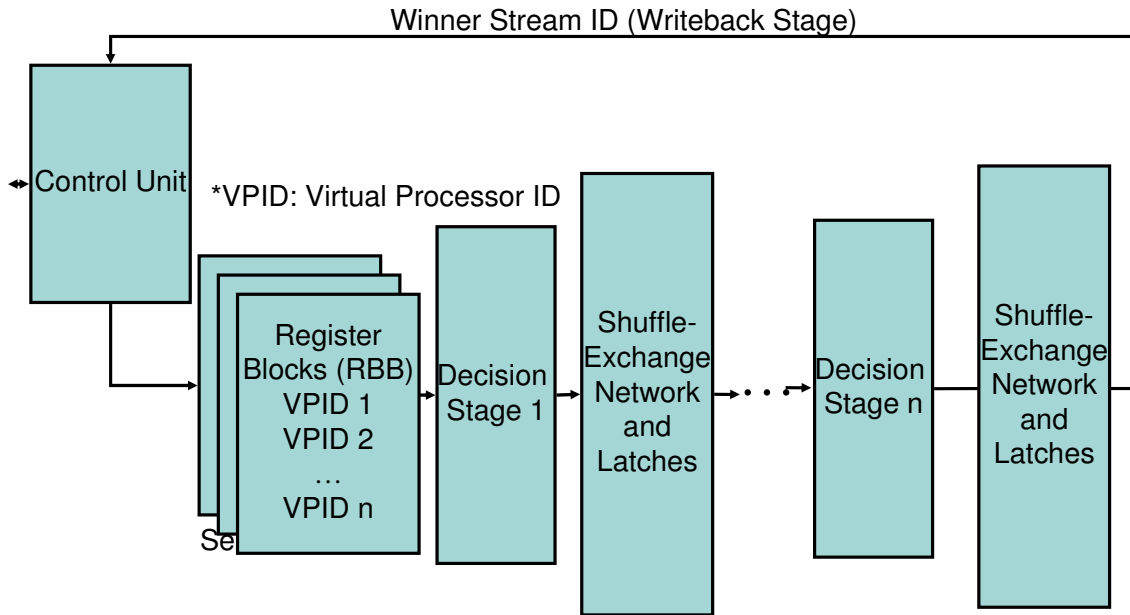 Winner Stream ID (Writeback Stage)
Control Unit
*VPID: Virtual Processor ID
Register
Blocks (RBB)
VPID 1
VPID 2
…
VPID n
Decision
Stage 1
Shuffle-
Exchange
Network
and
Latches
. . .
Decision
Stage n
Shuffle-
Exchange
Network
and
Latches